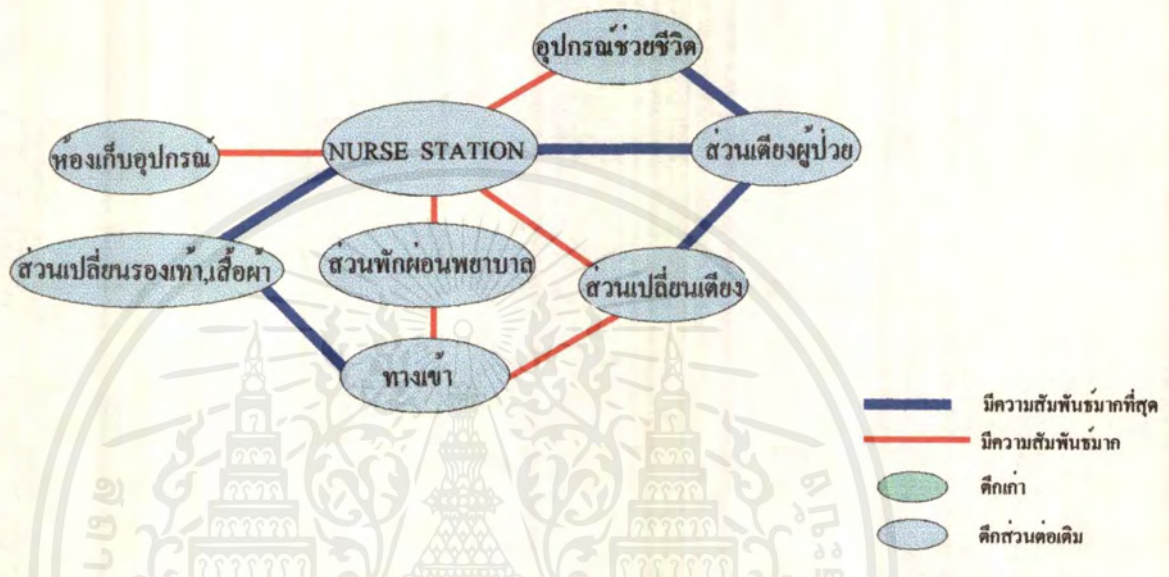 อุปกรณ์ช่วยชีวิต
ห้องเก็บอุปกรณ์
NURSE STATION
ส่วนเตียงผู้ป่วย
ส่วนเปลี่ยนรองเท้า,เสื้อผ้า
ส่วนพักผ่อนพยาบาล
ส่วนเปลี่ยนเตียง
ทางเข้า
มีความสัมพันธ์มากที่สุด
มีความสัมพันธ์มาก
ตึกเก่า
ตึกส่วนต่อเติม